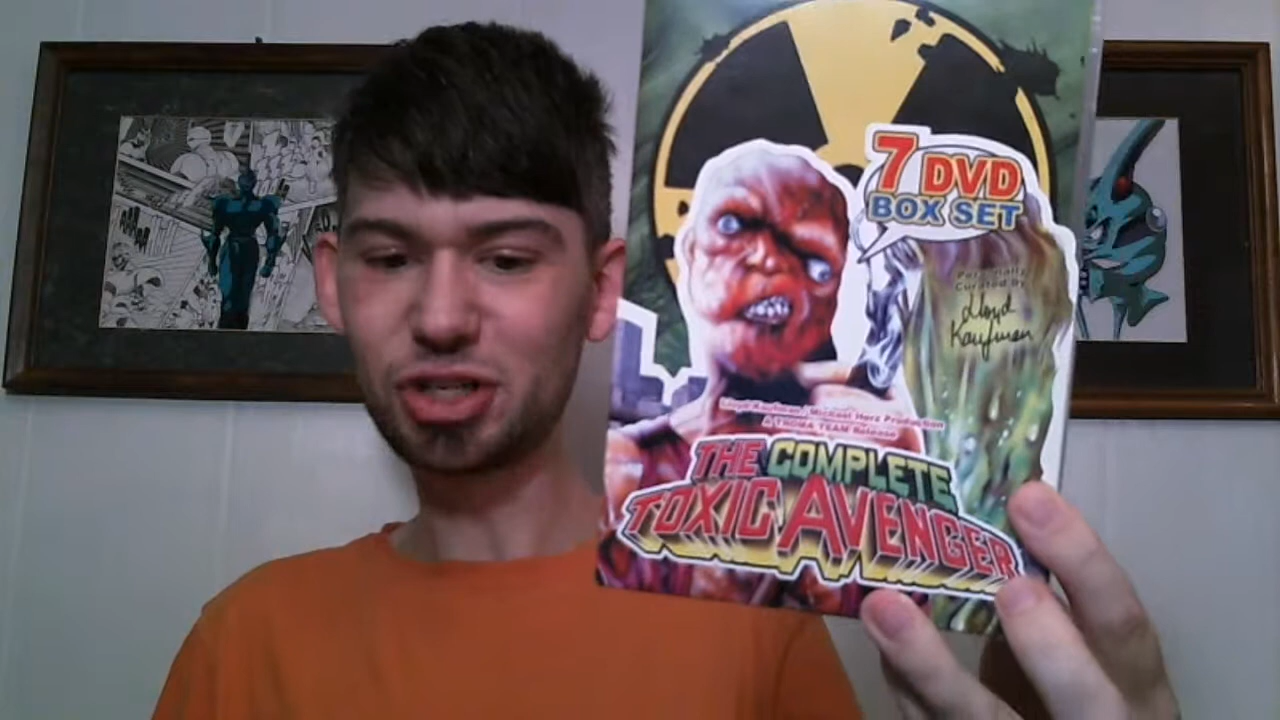 7 DVD
BOX SET
Personally
Curated By
Lloyd
Kaufman
Lloyd Kaufman / Michael Herz Production
A TROMA TEAM Release
THE COMPLETE
TOXIC AVENGER